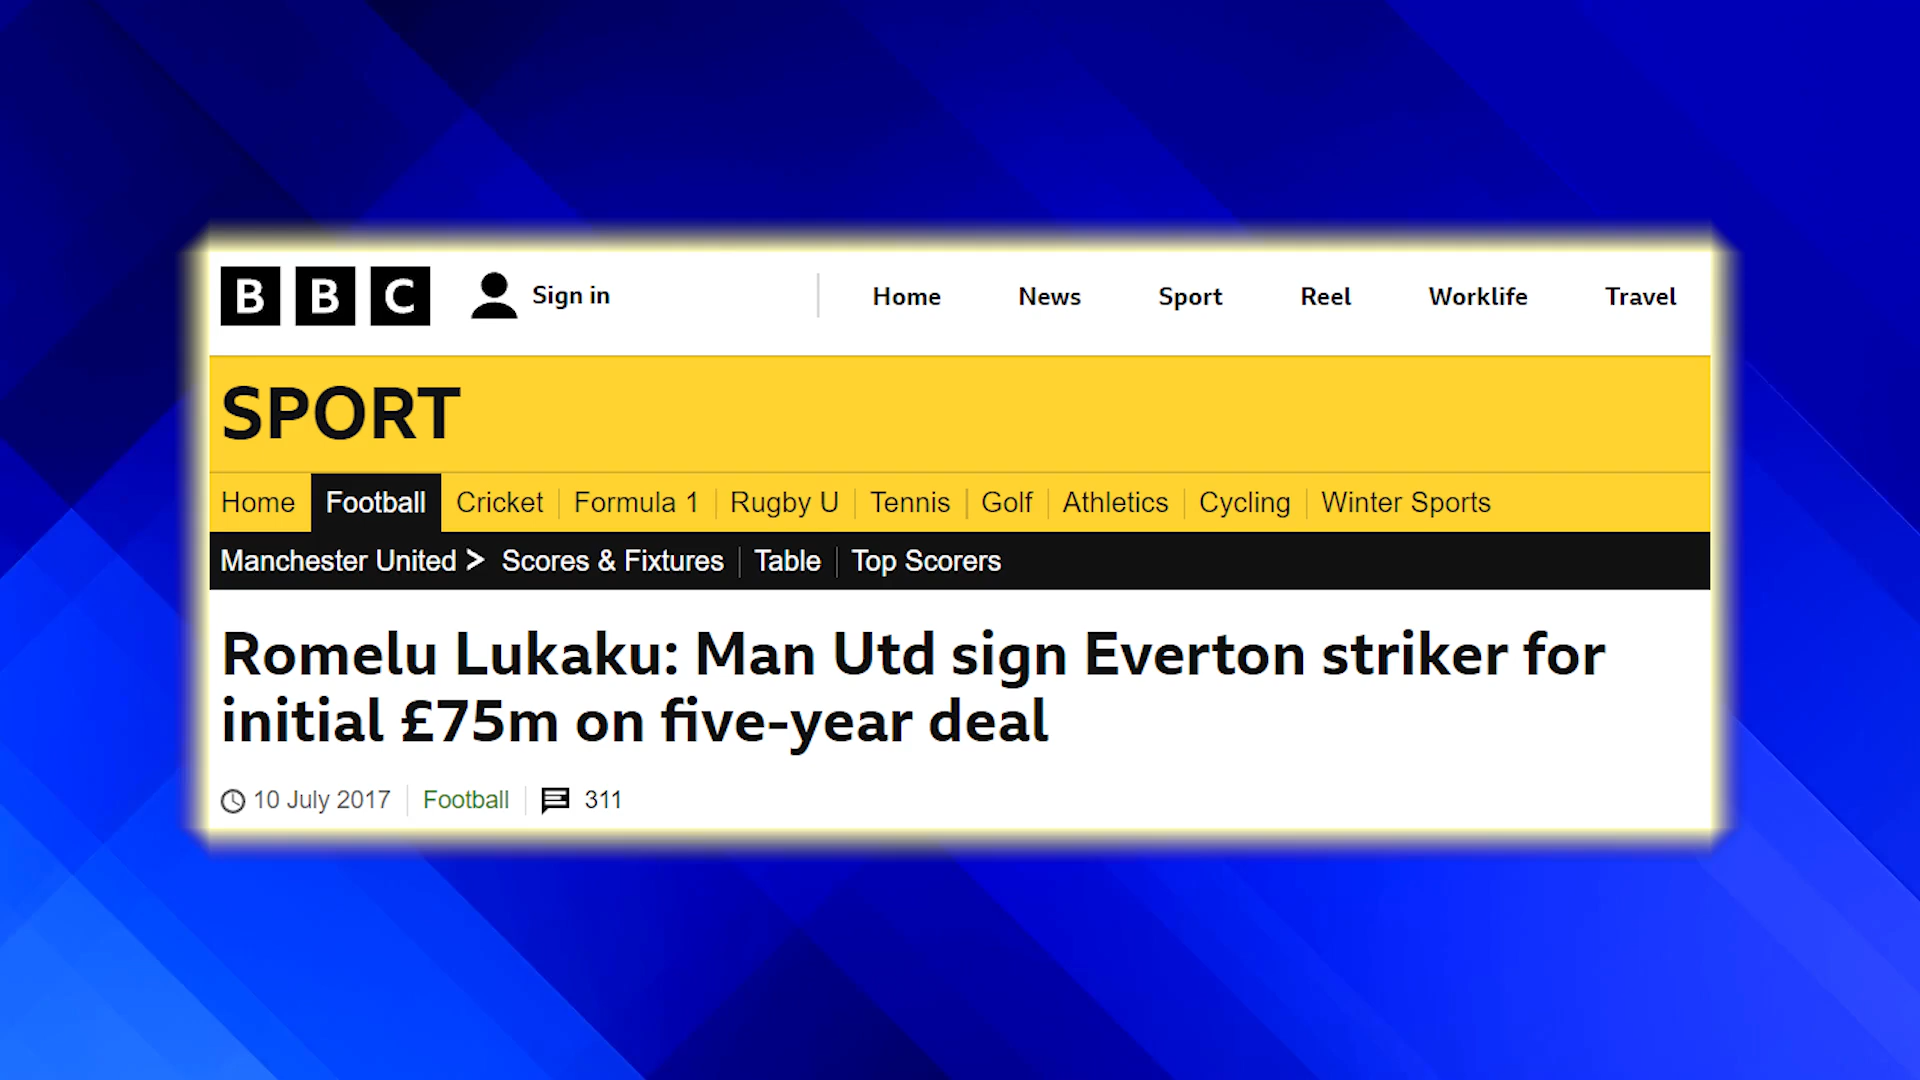 BBC Sign in Home News Sport Reel Worklife Travel
SPORT
Home Football Cricket Formula 1 Rugby U Tennis Golf Athletics Cycling Winter Sports
Manchester United > Scores & Fixtures Table Top Scorers
Romelu Lukaku: Man Utd sign Everton striker for
initial £75m on five-year deal
10 July 2017 Football 311